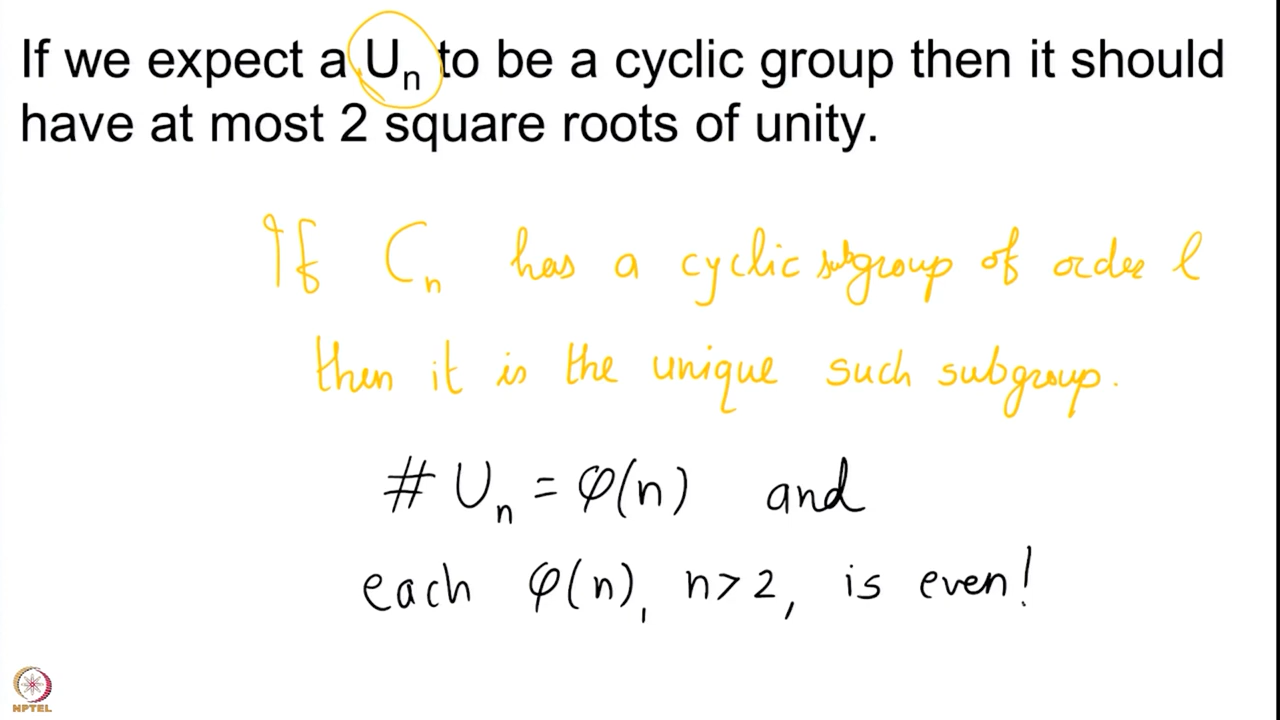 If we expect a Uₙ to be a cyclic group then it should
have at most 2 square roots of unity.
If Cₙ has a cyclic subgroup of order l
then it is the unique such subgroup.
# Uₙ = φ(n) and
each φ(n), n>2, is even!
NPTEL